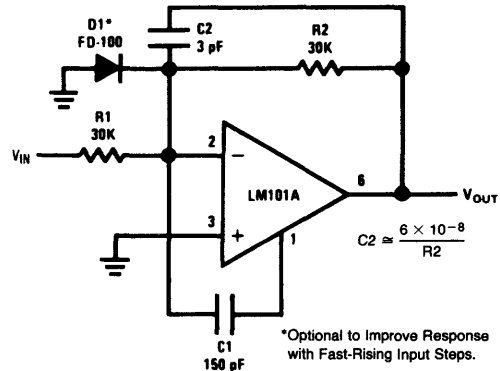 D1*
FD-100
C2
3 pF
R2
30K
R1
30K
VIN
2
−
LM101A
6
VOUT
3
+
1
C2 ≅ 6 × 10−8
R2
C1
150 pF
*Optional to Improve Response
with Fast-Rising Input Steps.